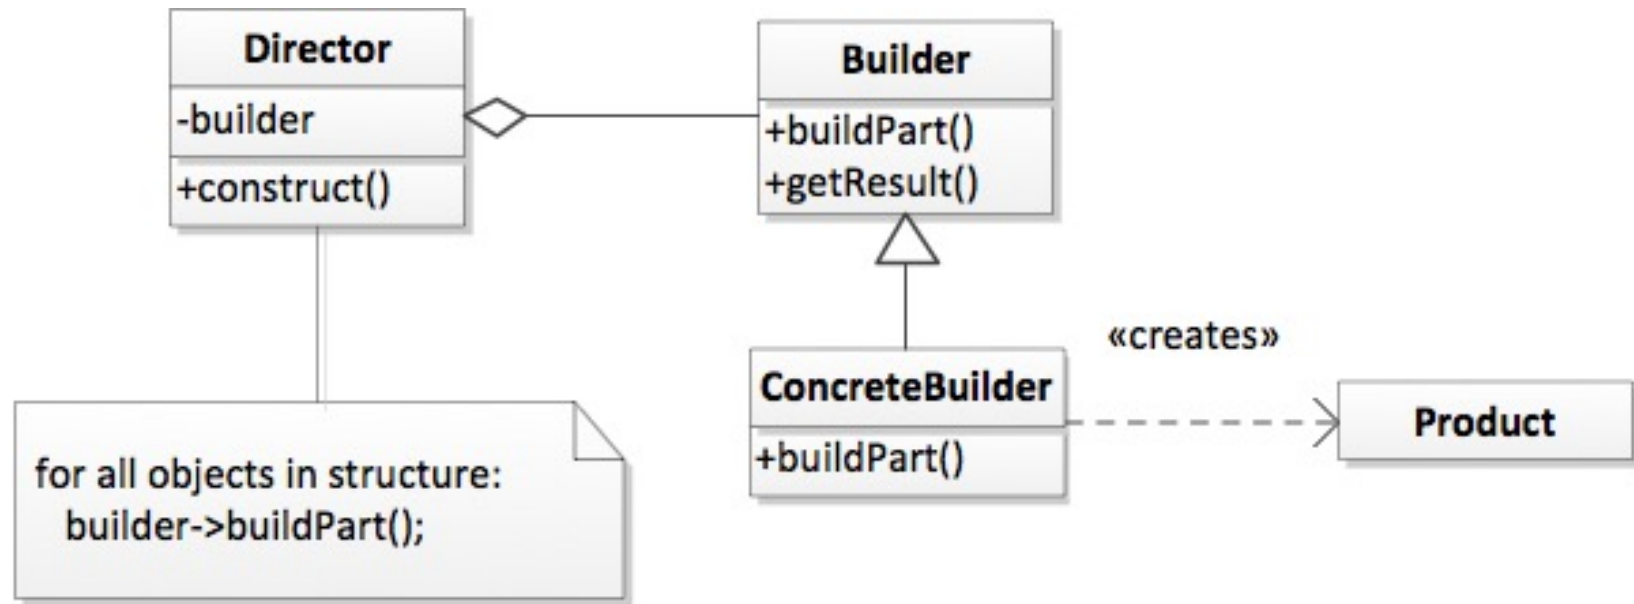 Director
-builder
+construct()
Builder
+buildPart()
+getResult()
«creates»
ConcreteBuilder
+buildPart()
Product
for all objects in structure:
builder->buildPart();